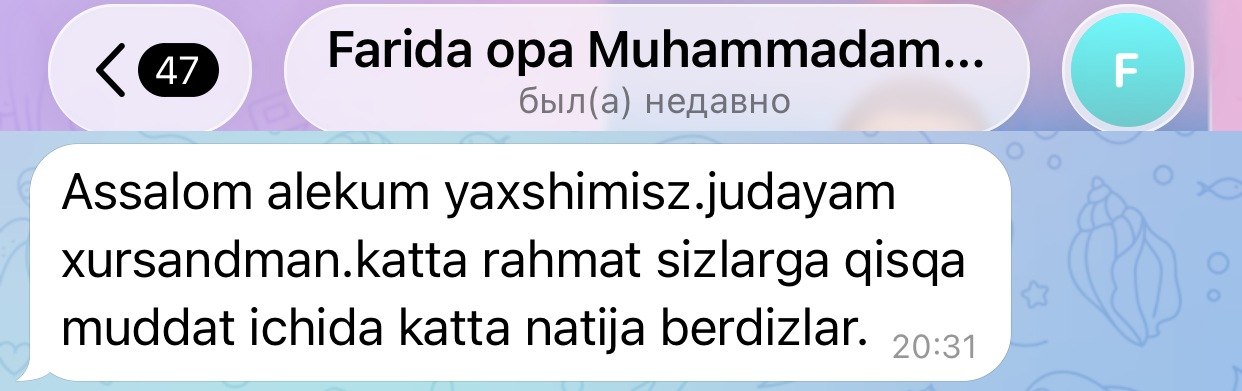 47
Farida opa Muhammadam...
был(а) недавно
F
Assalom alekum yaxshimisz.judayam
xursandman.katta rahmat sizlarga qisqa
muddat ichida katta natija berdizlar.
20:31